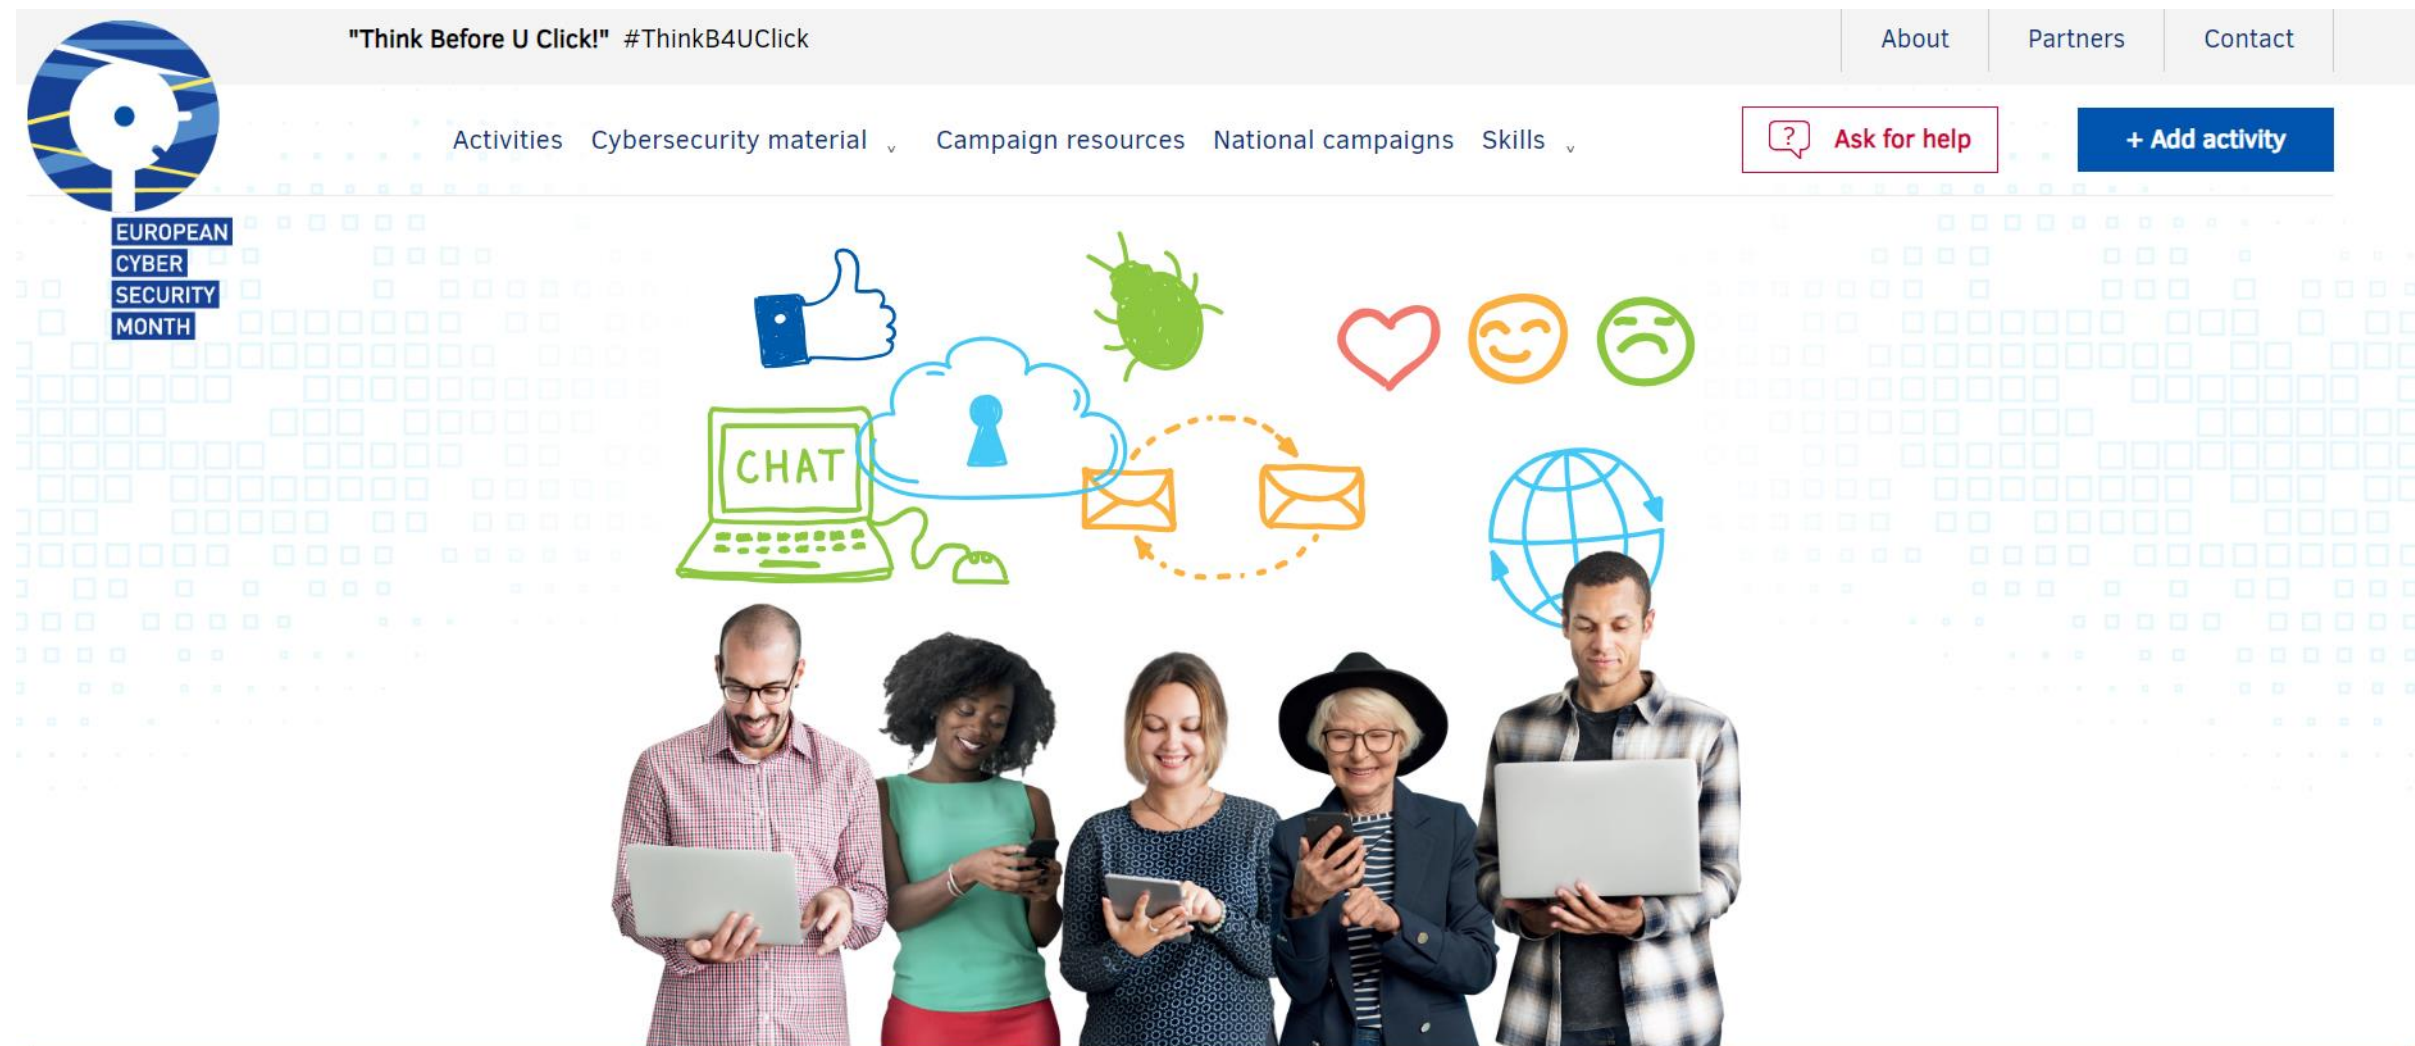 "Think Before U Click!" #ThinkB4UClick
About Partners Contact
Activities Cybersecurity material Campaign resources National campaigns Skills
? Ask for help
+ Add activity
EUROPEAN
CYBER
SECURITY
MONTH
CHAT